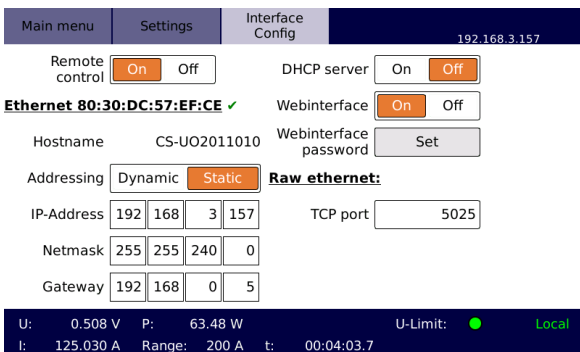 Main menu Settings Interface Config 192.168.3.157
Remote control On Off DHCP server On Off
Ethernet 80:30:DC:57:EF:CE ✓ Webinterface On Off
Hostname CS-UO2011010 Webinterface password Set
Addressing Dynamic Static Raw ethernet:
IP-Address 192 168 3 157 TCP port 5025
Netmask 255 255 240 0
Gateway 192 168 0 5
U: 0.508 V P: 63.48 W U-Limit: Local
I: 125.030 A Range: 200 A t: 00:04:03.7